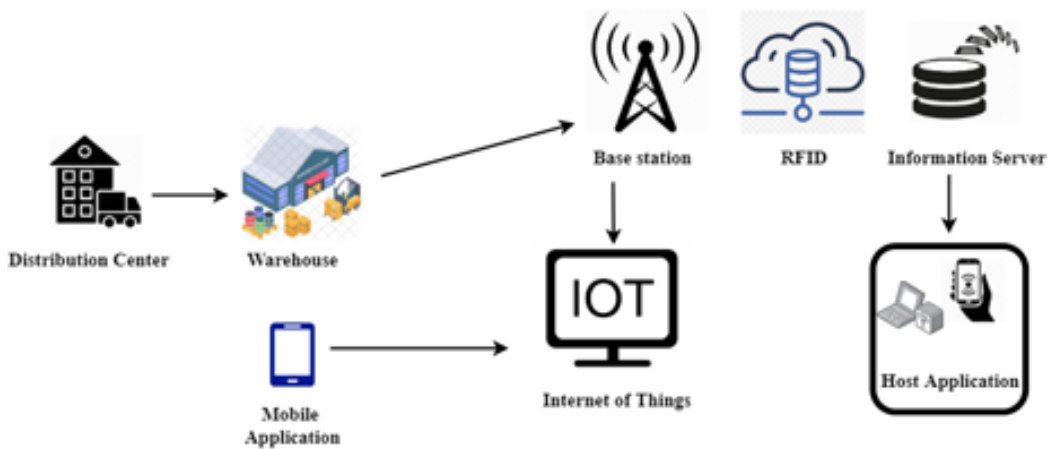 Base station
RFID
Information Server
Distribution Center
Warehouse
IOT
Internet of Things
Host Application
Mobile
Application